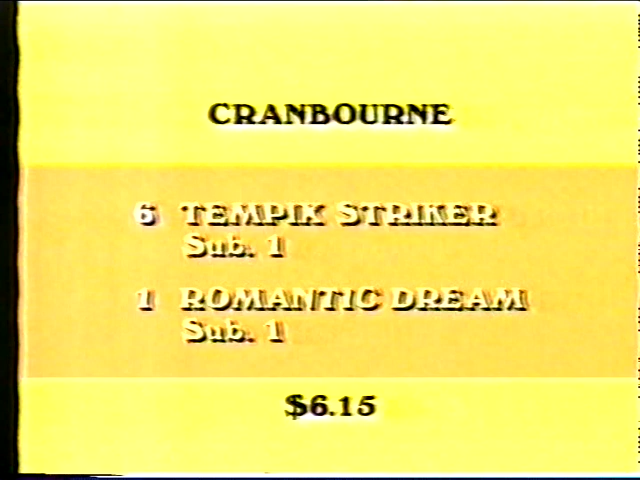 CRANBOURNE
6 TEMPIK STRIKER
Sub. 1
1 ROMANTIC DREAM
Sub. 1
$6.15